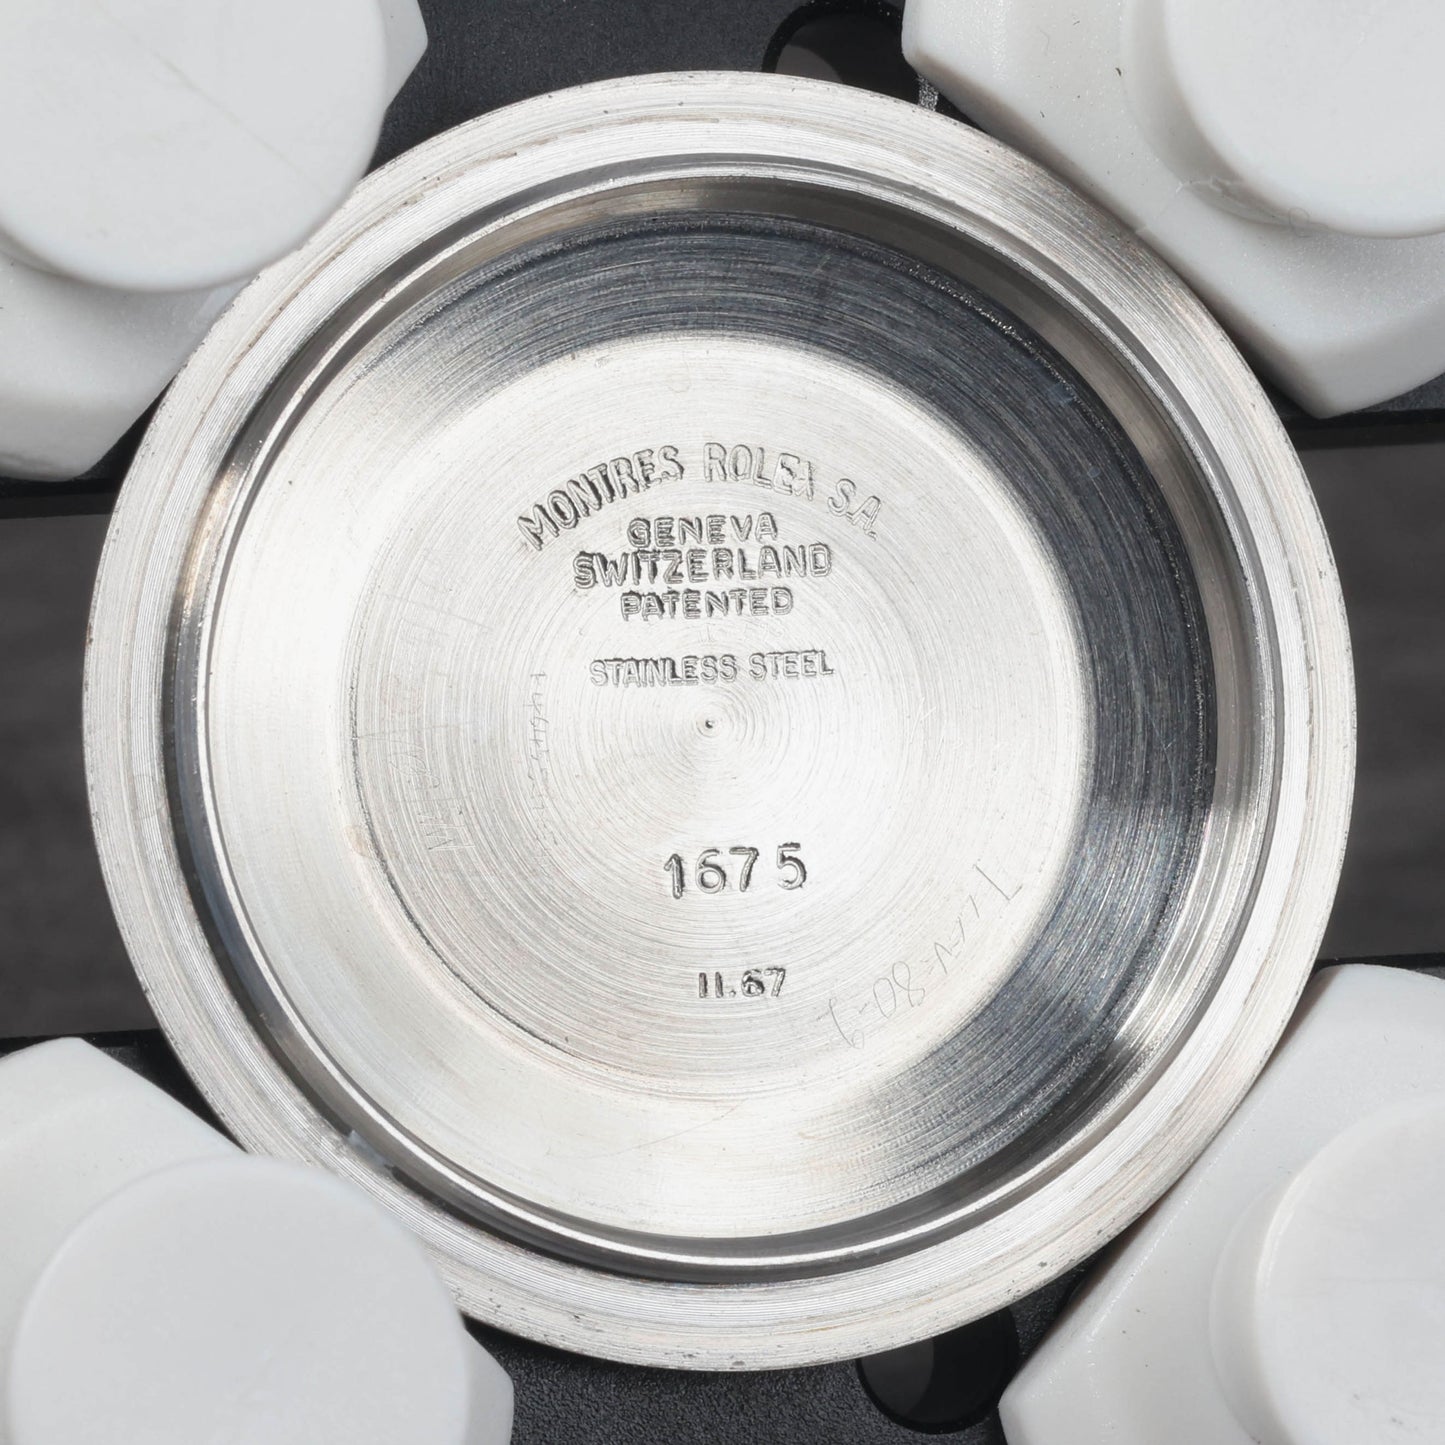 MONTRES ROLEX S.A.
GENEVA
SWITZERLAND
PATENTED
STAINLESS STEEL
1675
II.67